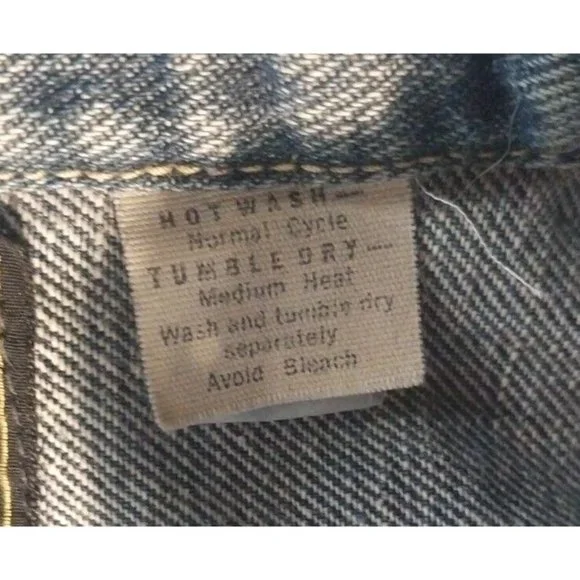 HOT WASH—
Normal Cycle
TUMBLE DRY—
Medium Heat
Wash and tumble dry
separately
Avoid Bleach